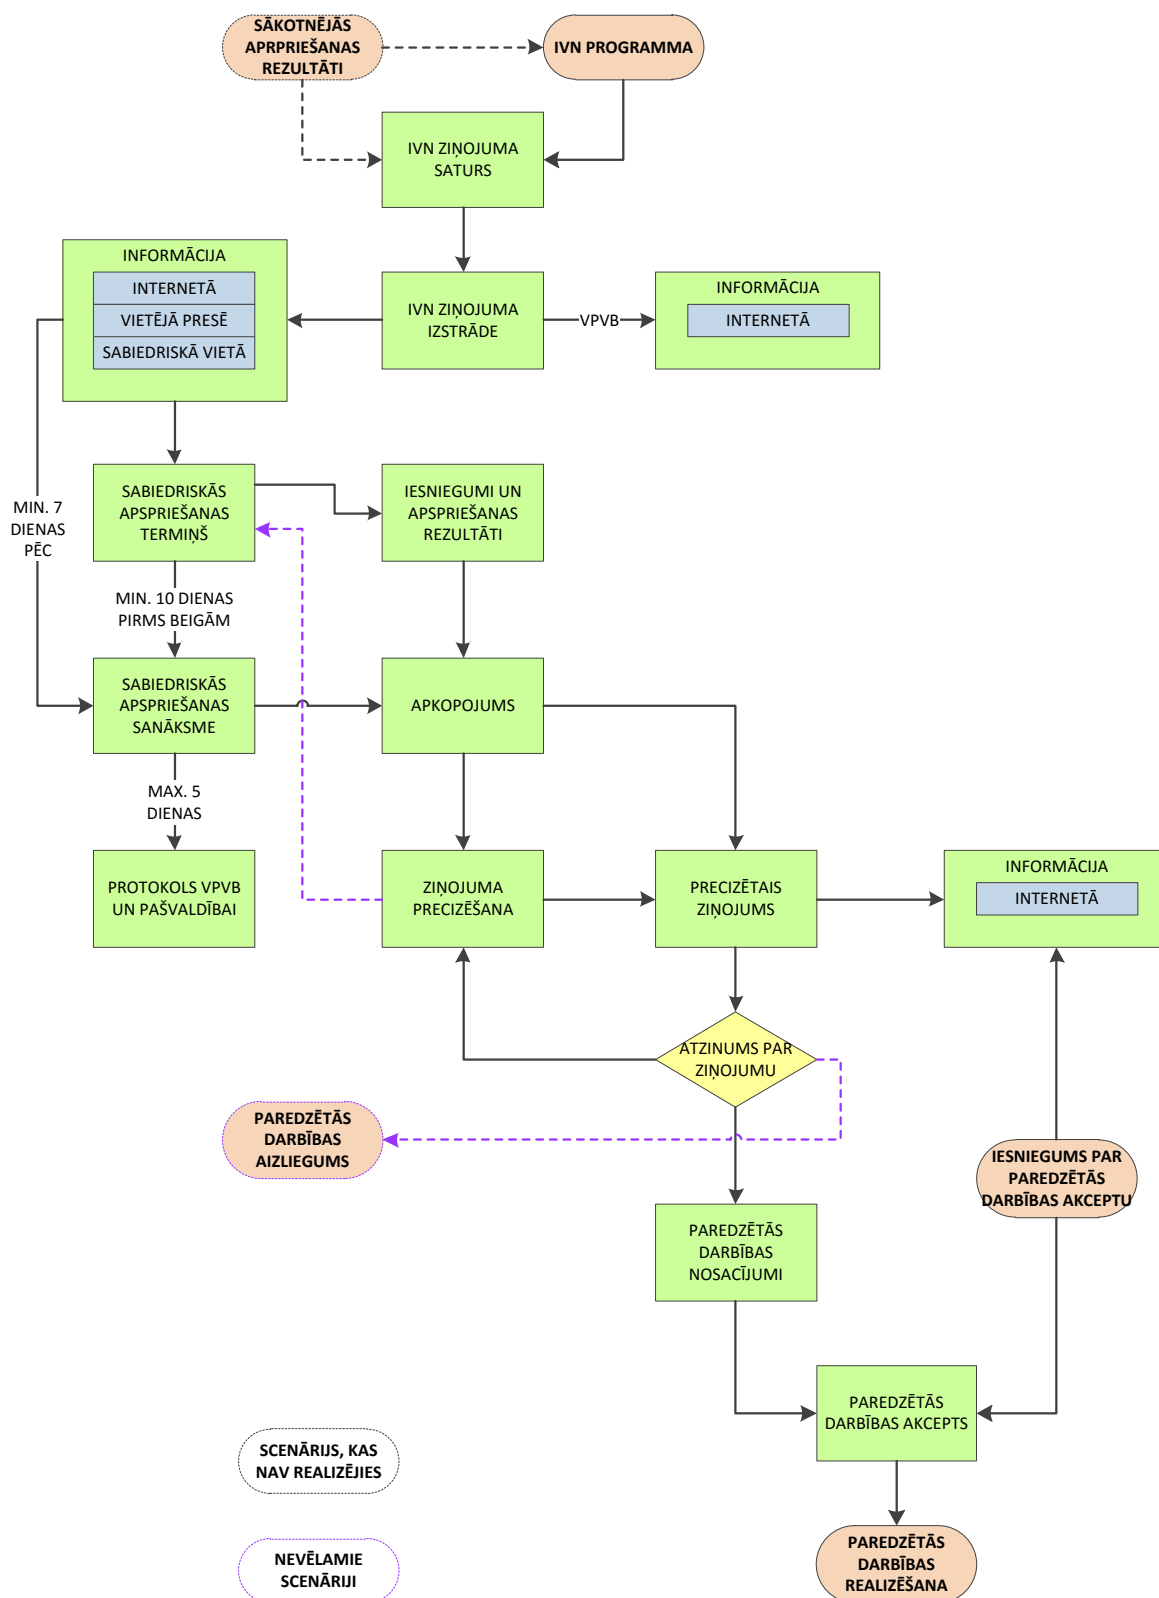 SĀKOTNĒJĀS
APRPRIEŠANAS
REZULTĀTI
IVN PROGRAMMA
IVN ZIŅOJUMA
SATURS
INFORMĀCIJA
INTERNETĀ
VIETĒJĀ PRESĒ
SABIEDRISKĀ VIETĀ
IVN ZIŅOJUMA
IZSTRĀDE
VPVB
INFORMĀCIJA
INTERNETĀ
MIN. 7
DIENAS
PĒC
SABIEDRISKĀS
APSPRIEŠANAS
TERMIŅŠ
IESNIEGUMI UN
APSPRIEŠANAS
REZULTĀTI
MIN. 10 DIENAS
PIRMS BEIGĀM
SABIEDRISKĀS
APSPRIEŠANAS
SANĀKSME
APKOPOJUMS
MAX. 5
DIENAS
PROTOKOLS VPVB
UN PAŠVALDĪBAI
ZIŅOJUMA
PRECIZĒŠANA
PRECIZĒTAIS
ZIŅOJUMS
INFORMĀCIJA
INTERNETĀ
ATZINUMS PAR
ZIŅOJUMU
PAREDZĒTĀS
DARBĪBAS
AIZLIEGUMS
IESNIEGUMS PAR
PAREDZĒTĀS
DARBĪBAS AKCEPTU
PAREDZĒTĀS
DARBĪBAS
NOSACĪJUMI
PAREDZĒTĀS
DARBĪBAS AKCEPTS
SCENĀRIJS, KAS
NAV REALIZĒJIES
NEVĒLAMIE
SCENĀRIJI
PAREDZĒTĀS
DARBĪBAS
REALIZĒŠANA